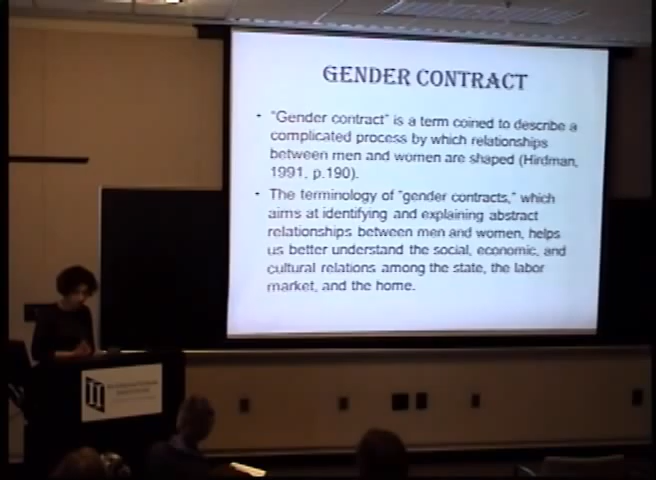 GENDER CONTRACT
• "Gender contract" is a term coined to describe a
complicated process by which relationships
between men and women are shaped (Hirdman,
1991, p.190).
• The terminology of "gender contracts," which
aims at identifying and explaining abstract
relationships between men and women, helps
us better understand the social, economic, and
cultural relations among the state, the labor
market, and the home.